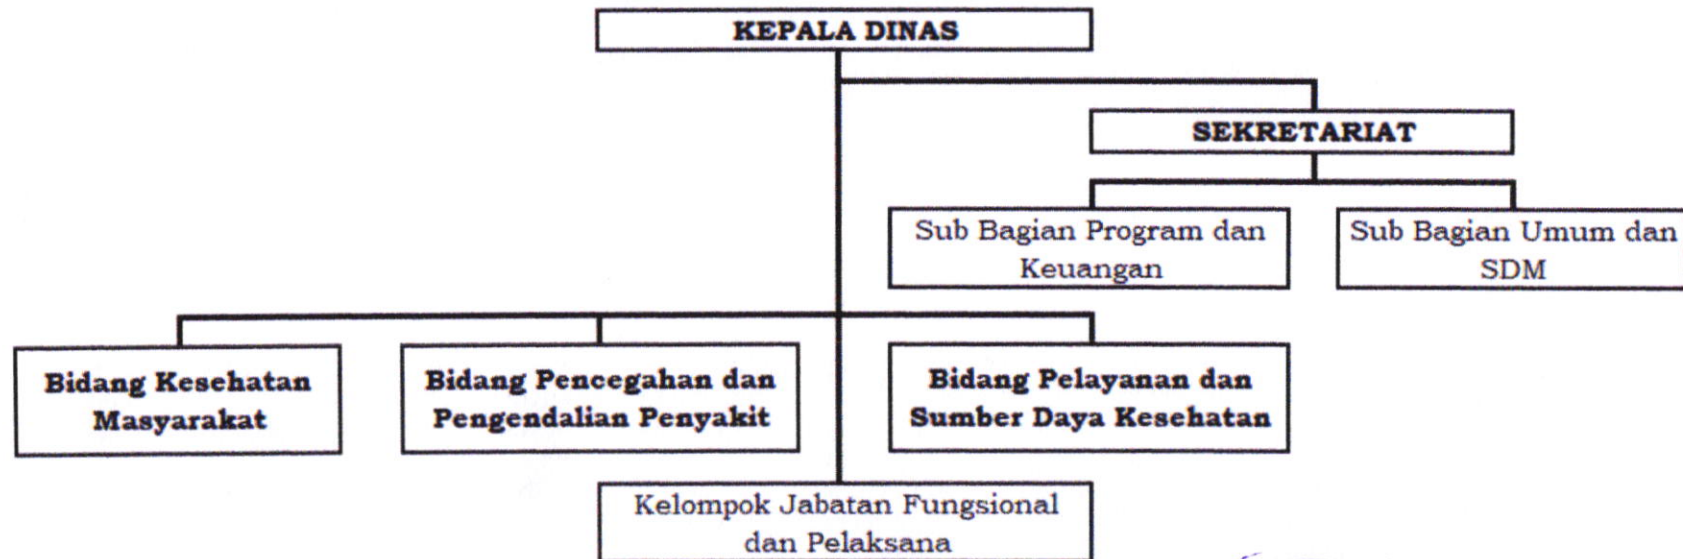 KEPALA DINAS
SEKRETARIAT
Sub Bagian Program dan
Keuangan
Sub Bagian Umum dan
SDM
Bidang Kesehatan
Masyarakat
Bidang Pencegahan dan
Pengendalian Penyakit
Bidang Pelayanan dan
Sumber Daya Kesehatan
Kelompok Jabatan Fungsional
dan Pelaksana